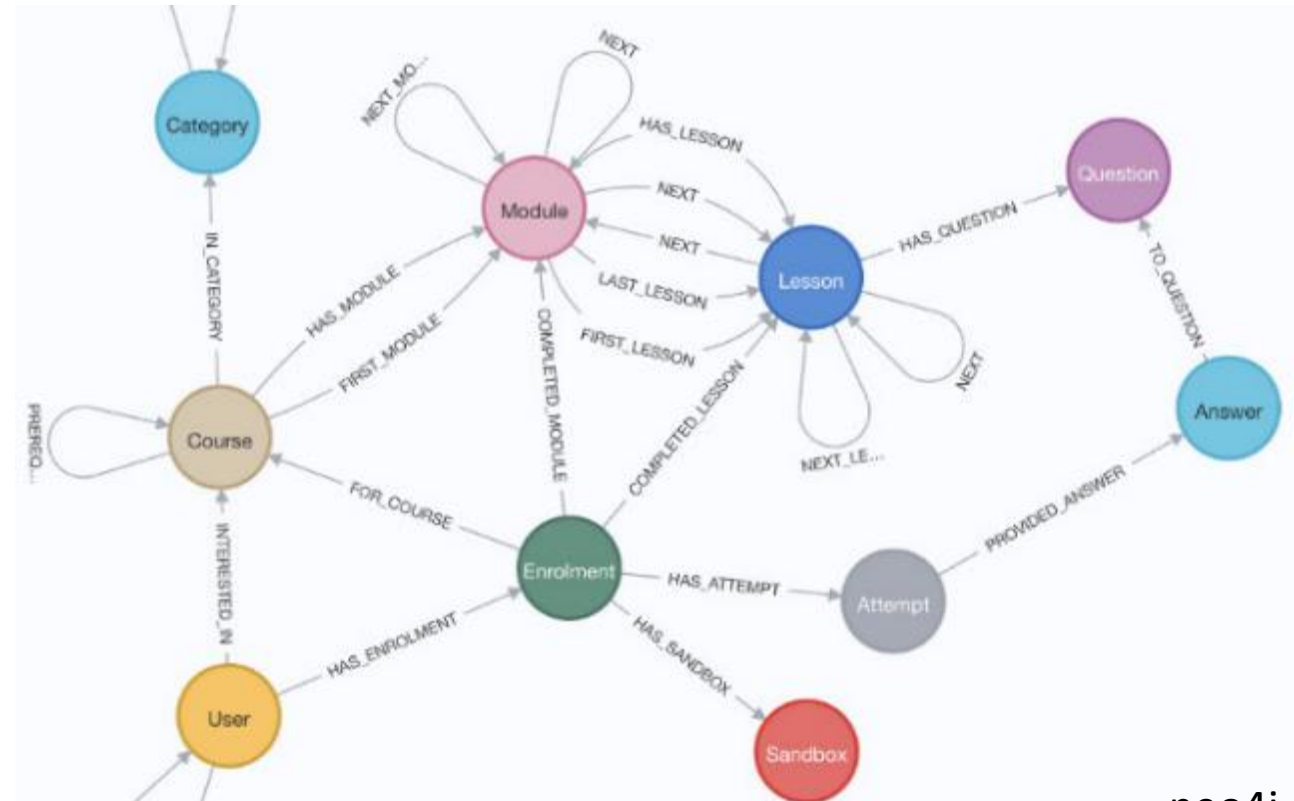 NEXT
NEXT_MO...
HAS_LESSON
Category
Question
NEXT
Module
NEXT
HAS_QUESTION
IN_CATEGORY
TO_QUESTION
HAS_MODULE
LAST_LESSON
Lesson
FIRST_MODULE
FIRST_LESSON
NEXT
COMPLETED_MODULE
COMPLETED_LESSON
Answer
PREREQ...
Course
NEXT_LE...
FOR_COURSE
PROVIDED_ANSWER
INTERESTED_IN
Enrolment
HAS_ATTEMPT
Attempt
HAS_ENROLMENT
HAS_SANDBOX
User
Sandbox